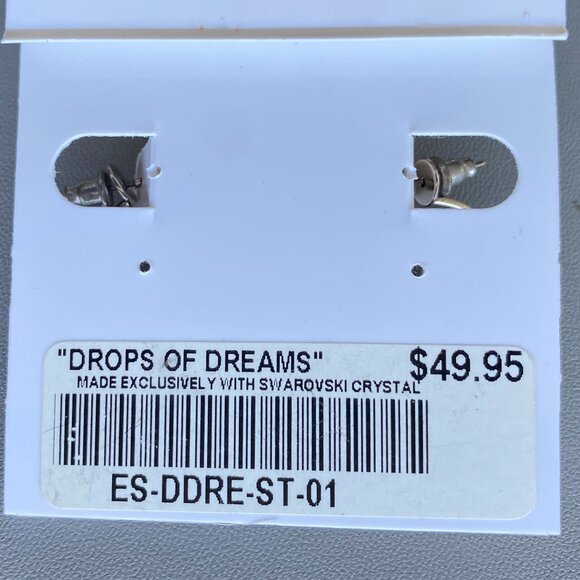 "DROPS OF DREAMS" $49.95
MADE EXCLUSIVELY WITH SWAROVSKI CRYSTAL
ES-DDRE-ST-01